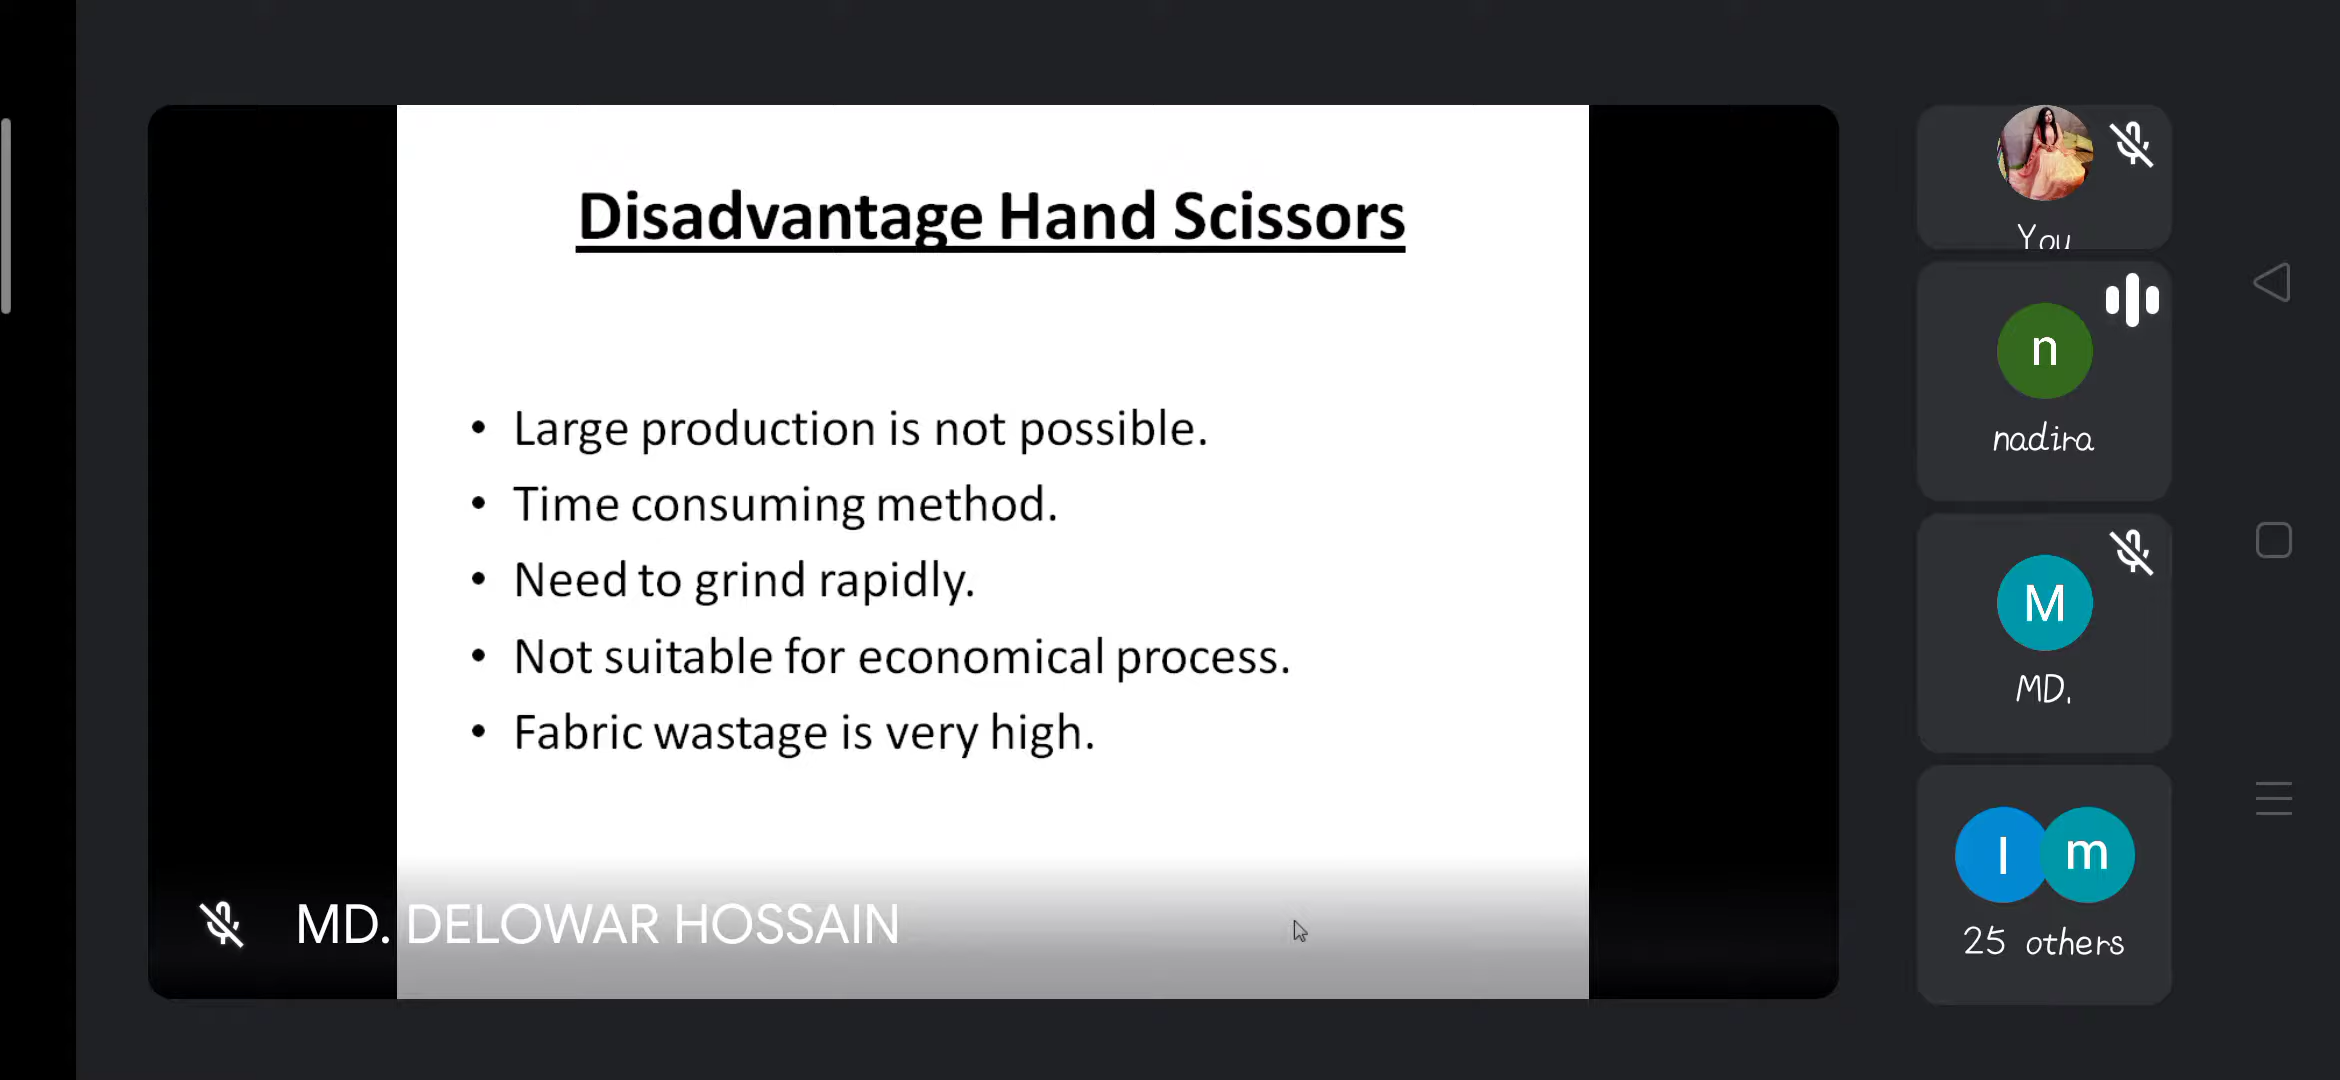 Disadvantage Hand Scissors
• Large production is not possible.
• Time consuming method.
• Need to grind rapidly.
• Not suitable for economical process.
• Fabric wastage is very high.
MD. DELOWAR HOSSAIN
You
n
nadira
M
MD.
I m
25 others